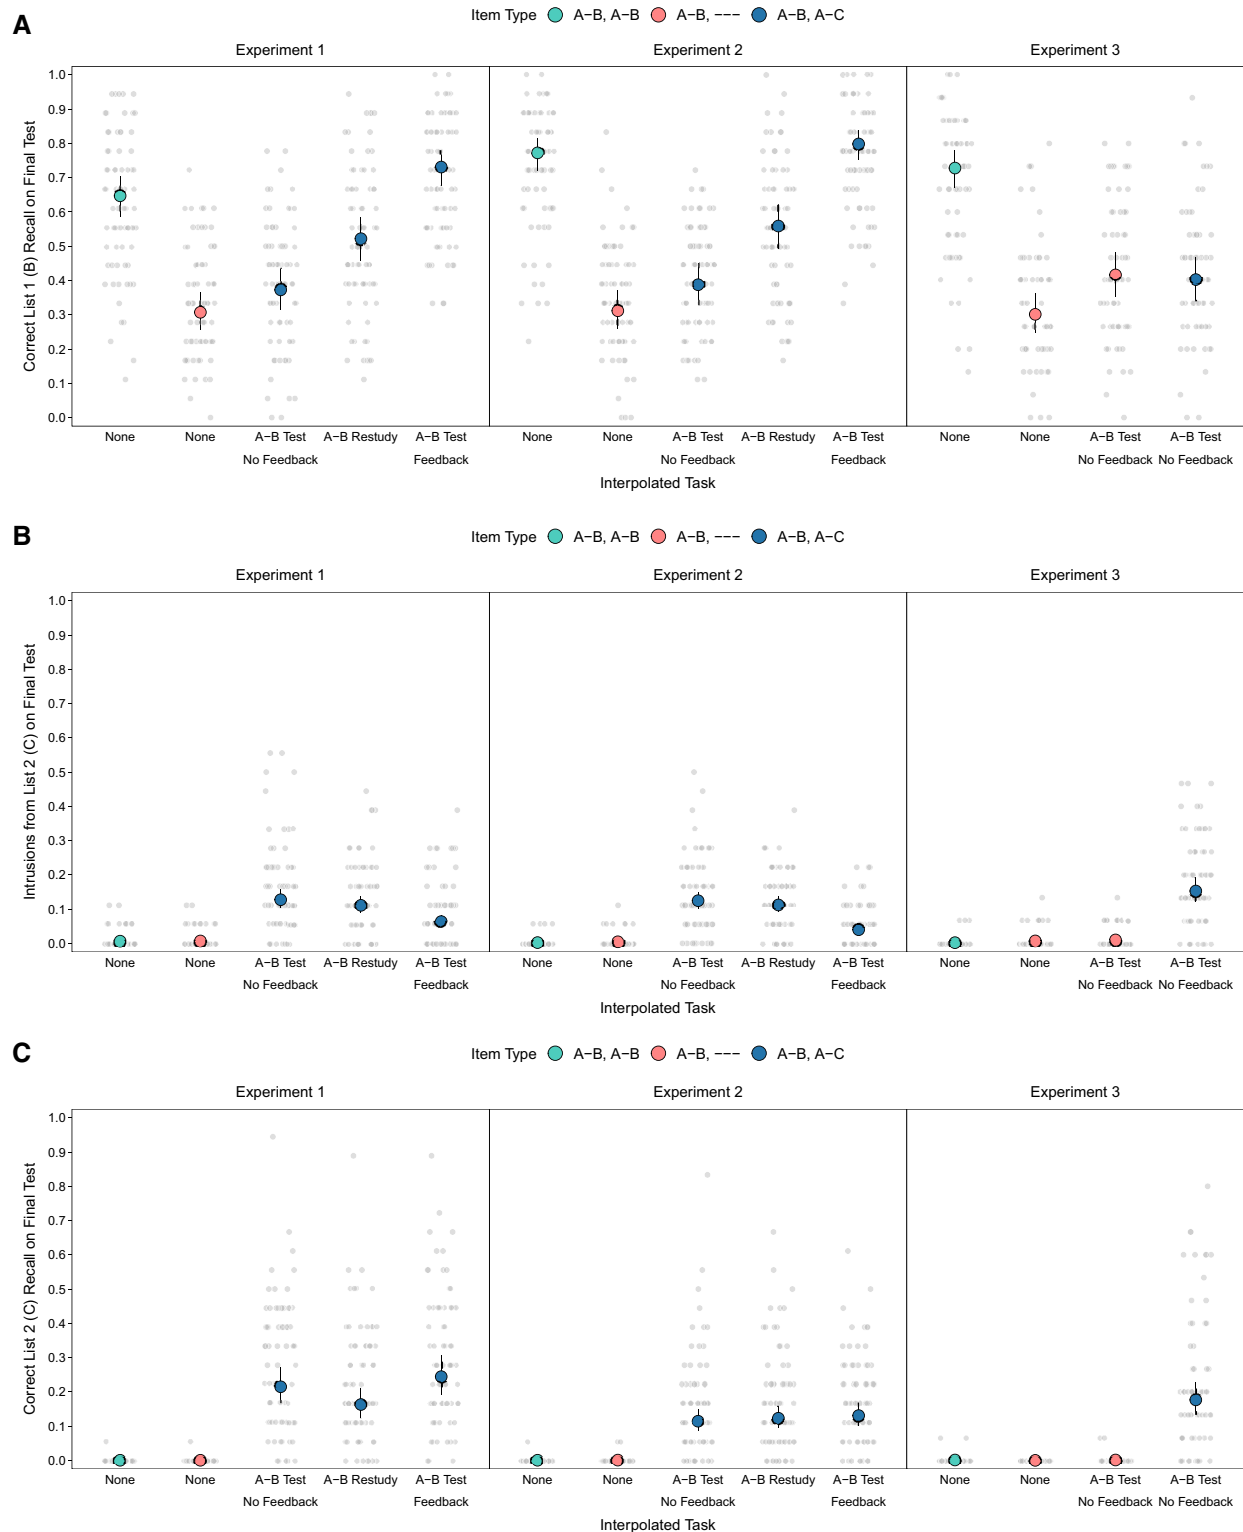 A
Item Type A−B, A−B A−B, −−− A−B, A−C
Experiment 1 Experiment 2 Experiment 3
Correct List 1 (B) Recall on Final Test
1.0
0.9
0.8
0.7
0.6
0.5
0.4
0.3
0.2
0.1
0.0
None None A−B Test A−B Restudy A−B Test None None A−B Test A−B Restudy A−B Test None None A−B Test A−B Test
No Feedback Feedback No Feedback Feedback No Feedback No Feedback
Interpolated Task
B
Item Type A−B, A−B A−B, −−− A−B, A−C
Experiment 1 Experiment 2 Experiment 3
Intrusions from List 2 (C) on Final Test
1.0
0.9
0.8
0.7
0.6
0.5
0.4
0.3
0.2
0.1
0.0
None None A−B Test A−B Restudy A−B Test None None A−B Test A−B Restudy A−B Test None None A−B Test A−B Test
No Feedback Feedback No Feedback Feedback No Feedback No Feedback
Interpolated Task
C
Item Type A−B, A−B A−B, −−− A−B, A−C
Experiment 1 Experiment 2 Experiment 3
Correct List 2 (C) Recall on Final Test
1.0
0.9
0.8
0.7
0.6
0.5
0.4
0.3
0.2
0.1
0.0
None None A−B Test A−B Restudy A−B Test None None A−B Test A−B Restudy A−B Test None None A−B Test A−B Test
No Feedback Feedback No Feedback Feedback No Feedback No Feedback
Interpolated Task